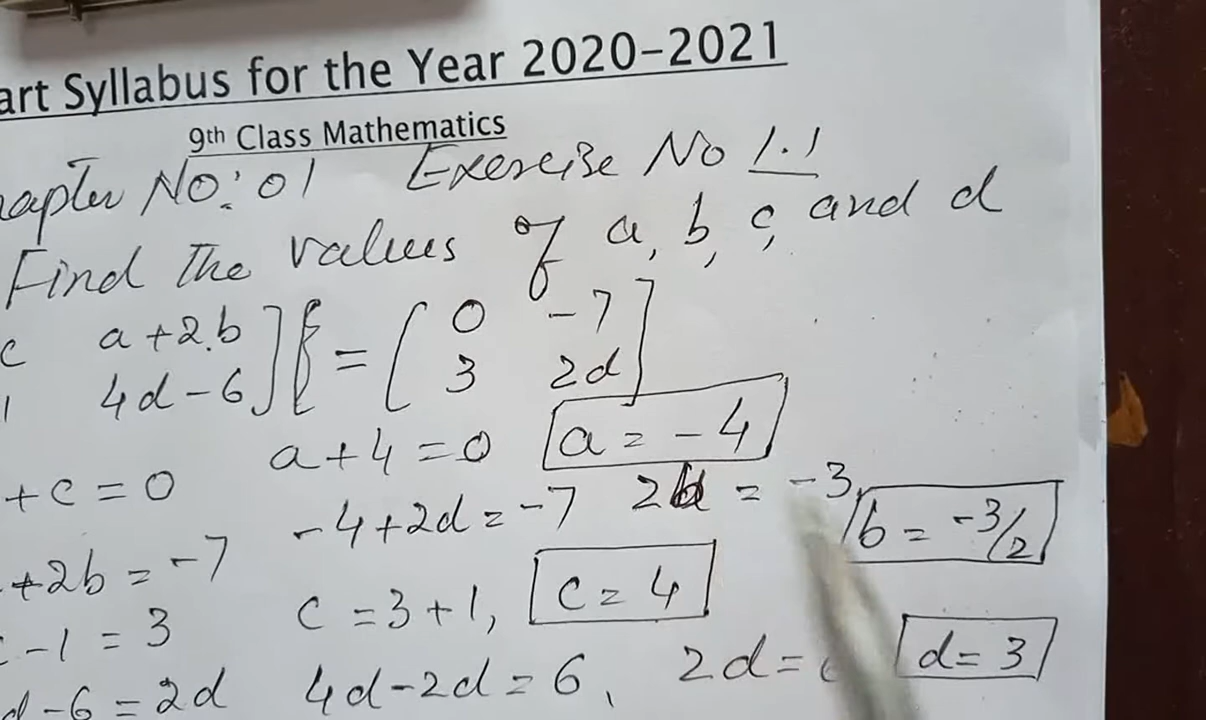 art Syllabus for the Year 2020-2021
9th Class Mathematics
hapter No: 01 Exercise No 1.1
Find the values of a, b, c, and d
c a+2b ] = [ 0 -7 ]
1 4d-6 ] [ 3 2d ]
+c=0 a+4=0 a=-4
+2b=-7 -4+2d=-7 2b=-3, b=-3/2
c-1=3 c=3+1, c=4
d-6=2d 4d-2d=6, 2d= d=3